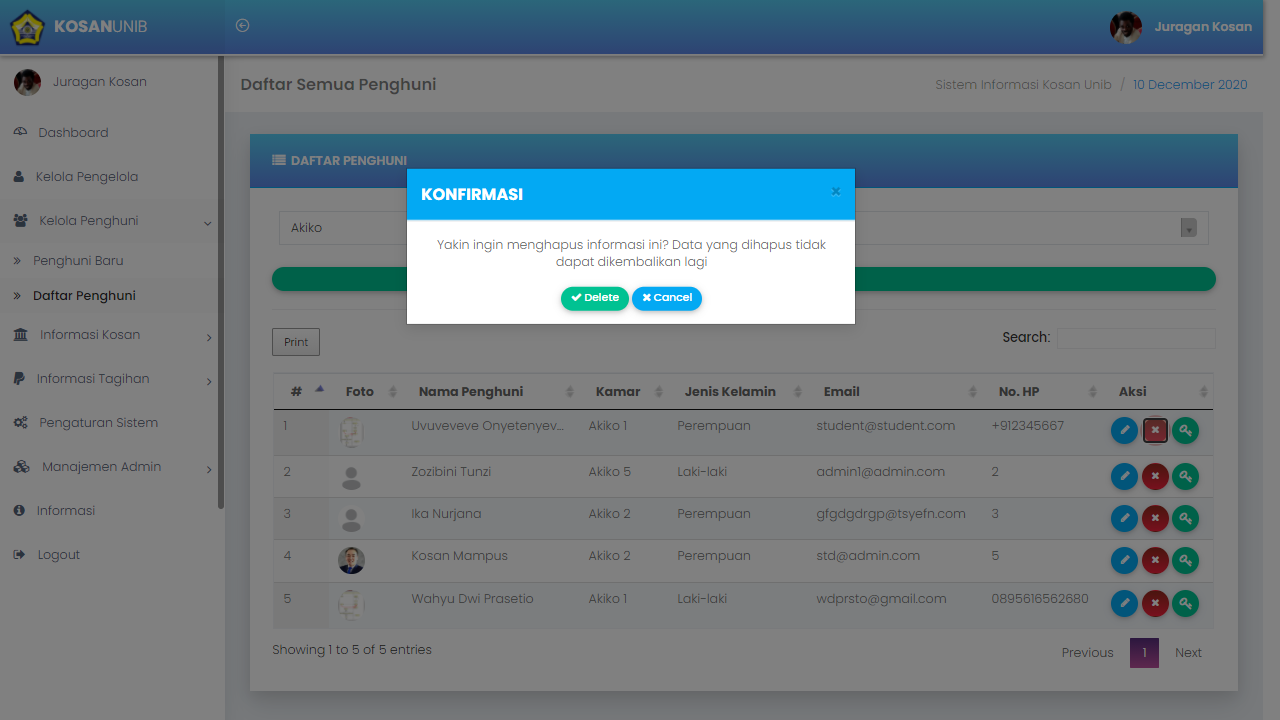 KOSANUNIB
Juragan Kosan
Juragan Kosan
Dashboard
Kelola Pengelola
Kelola Penghuni
Penghuni Baru
Daftar Penghuni
Informasi Kosan
Informasi Tagihan
Pengaturan Sistem
Manajemen Admin
Informasi
Logout
Daftar Semua Penghuni
Sistem Informasi Kosan Unib / 10 December 2020
DAFTAR PENGHUNI
Akiko
KONFIRMASI ×
Yakin ingin menghapus informasi ini? Data yang dihapus tidak
dapat dikembalikan lagi
Delete Cancel
Print
Search:
# Foto Nama Penghuni Kamar Jenis Kelamin Email No. HP Aksi
1 Uvuveveve Onyetenyev... Akiko 1 Perempuan student@student.com +912345667
2 Zozibini Tunzi Akiko 5 Laki-laki admin1@admin.com 2
3 Ika Nurjana Akiko 2 Perempuan gfgdgdrgp@tsyefn.com 3
4 Kosan Mampus Akiko 2 Perempuan std@admin.com 5
5 Wahyu Dwi Prasetio Akiko 1 Laki-laki wdprsto@gmail.com 0895616562680
Showing 1 to 5 of 5 entries
Previous 1 Next